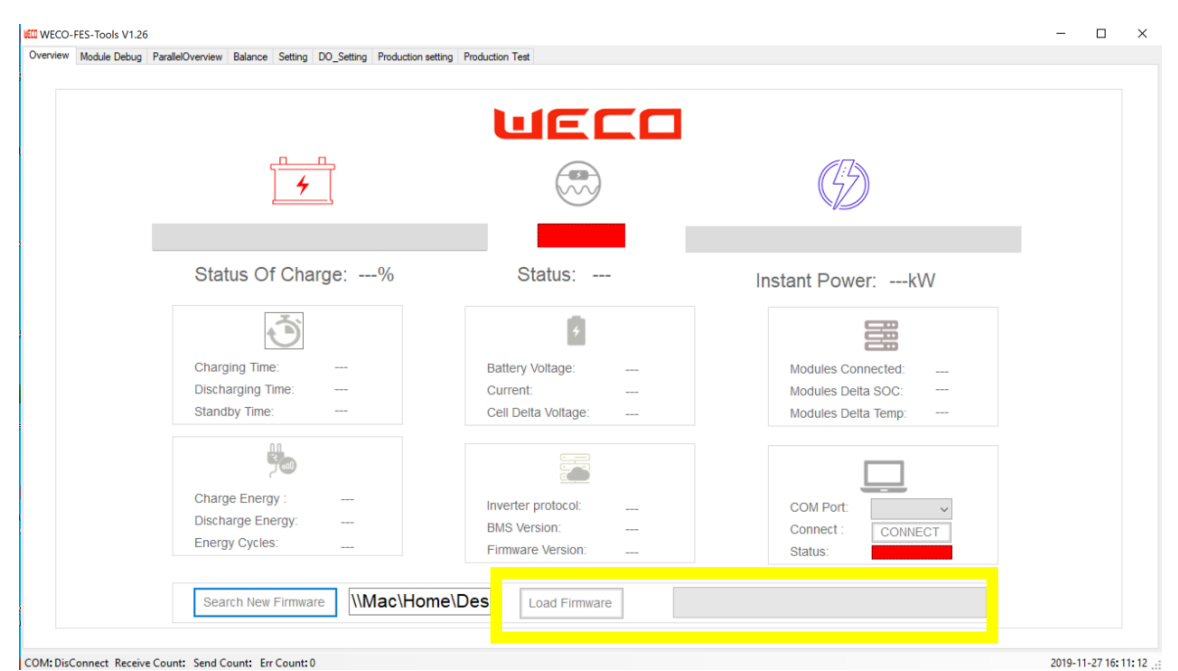 WECO WECO-FES-Tools V1.26
Overview Module Debug ParallelOverview Balance Setting DO_Setting Production setting Production Test
WECO
Status Of Charge: ---%
Status: ---
Instant Power: ---kW
Charging Time: ---
Discharging Time: ---
Standby Time: ---
Battery Voltage: ---
Current: ---
Cell Delta Voltage: ---
Modules Connected: ---
Modules Delta SOC: ---
Modules Delta Temp: ---
Charge Energy : ---
Discharge Energy: ---
Energy Cycles: ---
Inverter protocol: ---
BMS Version: ---
Firmware Version: ---
COM Port:
Connect : CONNECT
Status:
Search New Firmware \\Mac\Home\Des Load Firmware
COM: DisConnect Receive Count: Send Count: Err Count: 0 2019-11-27 16:11:12